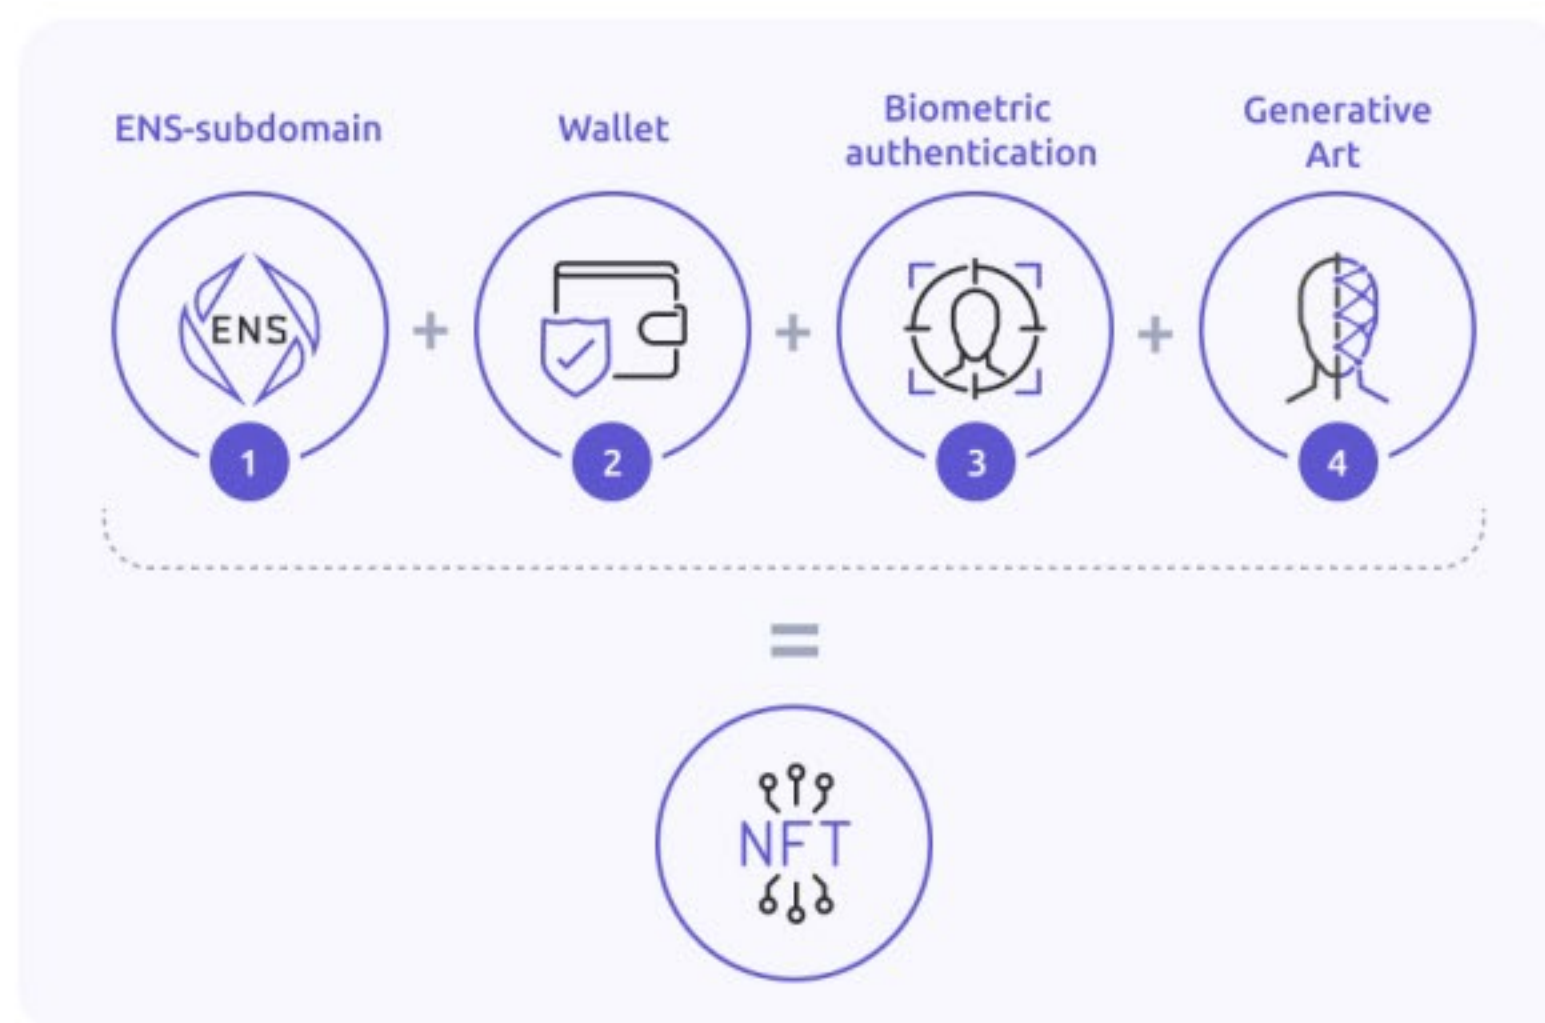 ENS-subdomain
Wallet
Biometric
authentication
Generative
Art
ENS
+
+
+
1
2
3
4
=
NFT